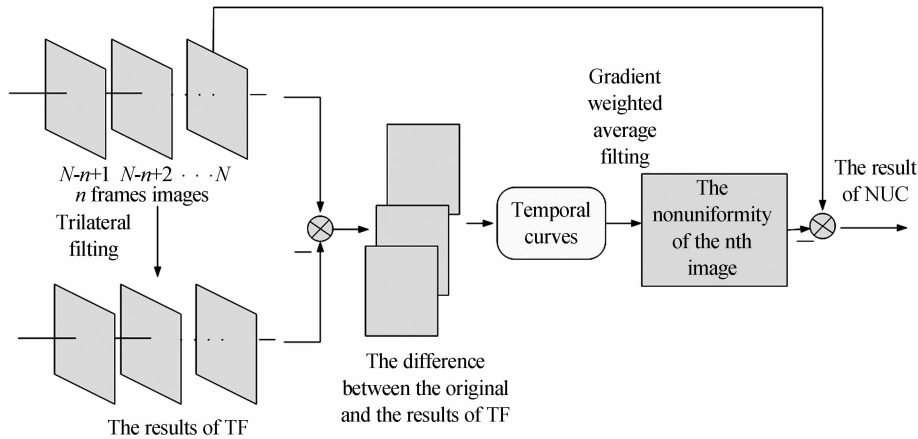 N-n+1 N-n+2 · · · N
n frames images
Trilateral
filting
The results of TF
The difference
between the original
and the results of TF
Temporal
curves
Gradient
weighted
average
filting
The
nonuniformity
of the nth
image
The result
of NUC